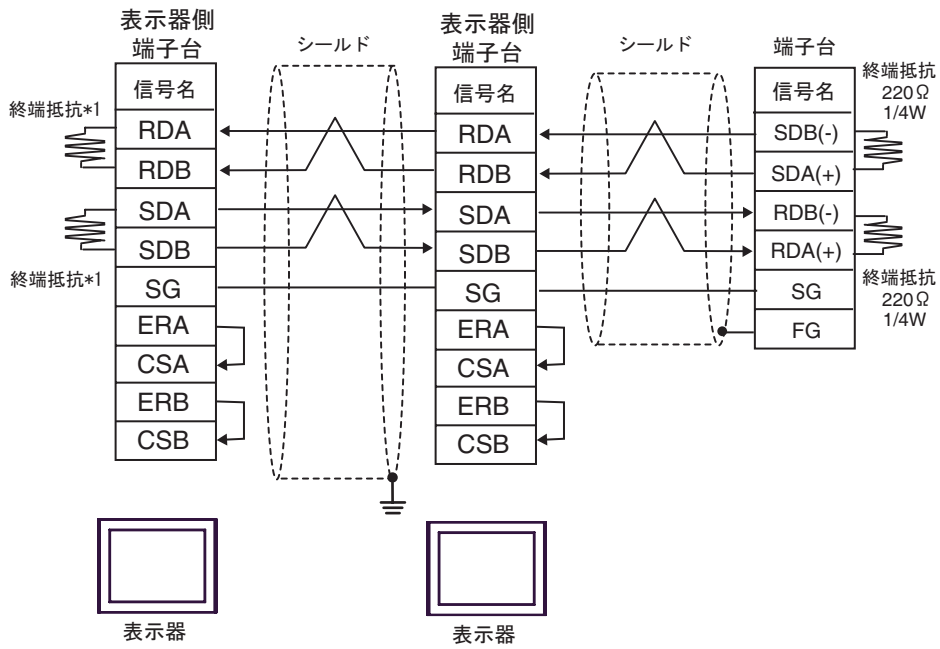 表示器側
端子台
信号名
RDA
RDB
SDA
SDB
SG
ERA
CSA
ERB
CSB
終端抵抗*1
終端抵抗*1
シールド
表示器側
端子台
信号名
RDA
RDB
SDA
SDB
SG
ERA
CSA
ERB
CSB
シールド
端子台
信号名
SDB(-)
SDA(+)
RDB(-)
RDA(+)
SG
FG
終端抵抗
220Ω
1/4W
終端抵抗
220Ω
1/4W
表示器
表示器